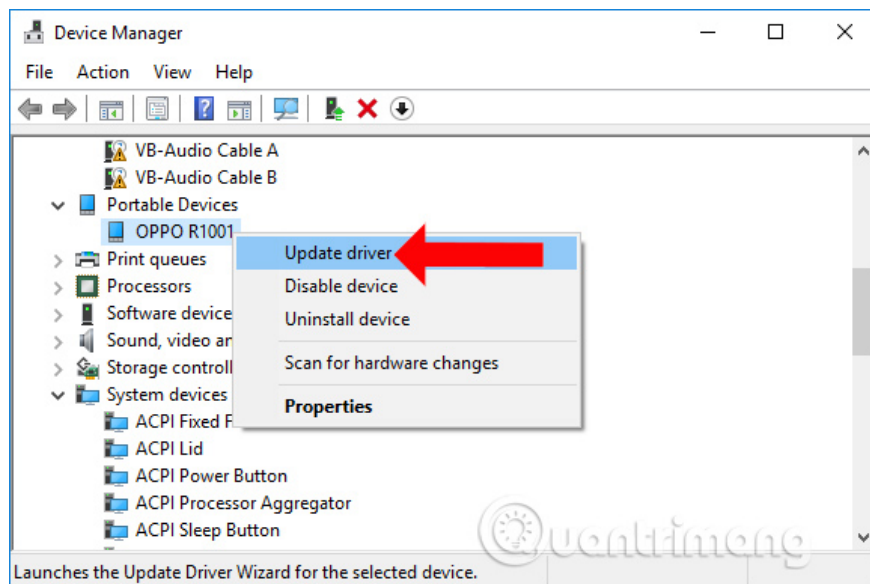 Device Manager
File Action View Help
VB-Audio Cable A
VB-Audio Cable B
Portable Devices
OPPO R1001
Update driver
Print queues
Disable device
Processors
Uninstall device
Software device
Sound, video an
Scan for hardware changes
Storage controll
System devices
Properties
ACPI Fixed F
ACPI Lid
ACPI Power Button
ACPI Processor Aggregator
ACPI Sleep Button
Quantrimang
Launches the Update Driver Wizard for the selected device.